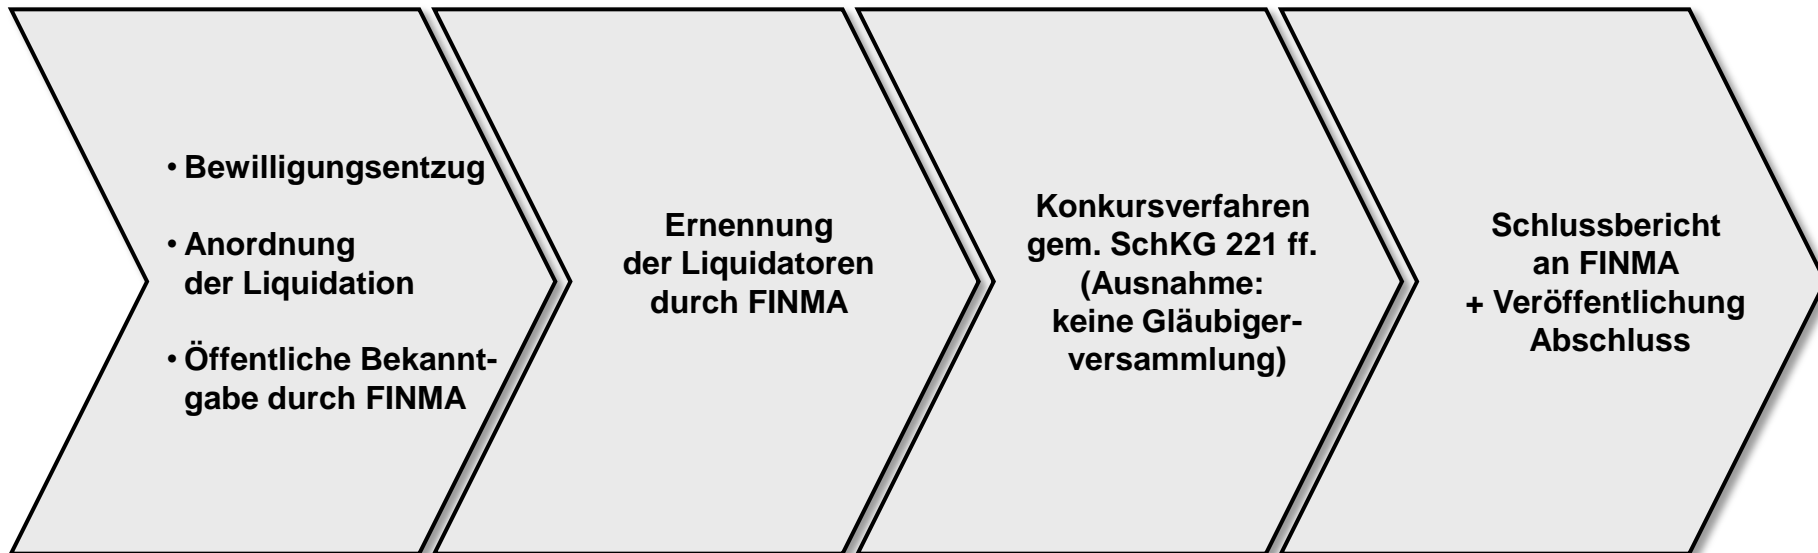 • Bewilligungsentzug
• Anordnung
der Liquidation
• Öffentliche Bekannt-
gabe durch FINMA
Ernennung
der Liquidatoren
durch FINMA
Konkursverfahren
gem. SchKG 221 ff.
(Ausnahme:
keine Gläubiger-
versammlung)
Schlussbericht
an FINMA
+ Veröffentlichung
Abschluss